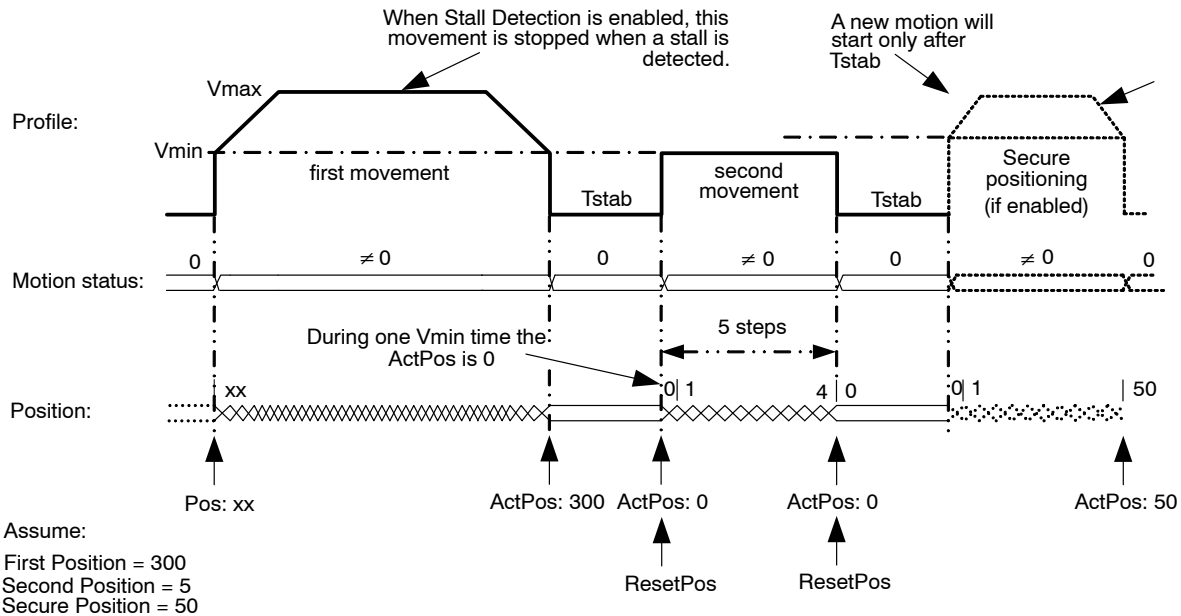 When Stall Detection is enabled, this
movement is stopped when a stall is
detected.
A new motion will
start only after
Tstab
Vmax
Profile:
Vmin
first movement
Tstab
second
movement
Tstab
Secure
positioning
(if enabled)
0
≠ 0
0
≠ 0
0
≠ 0
0
Motion status:
During one Vmin time the
ActPos is 0
5 steps
xx
0 1
4 0
0 1
50
Position:
Pos: xx
ActPos: 300
ActPos: 0
ActPos: 0
ActPos: 50
Assume:
First Position = 300
Second Position = 5
Secure Position = 50
ResetPos
ResetPos